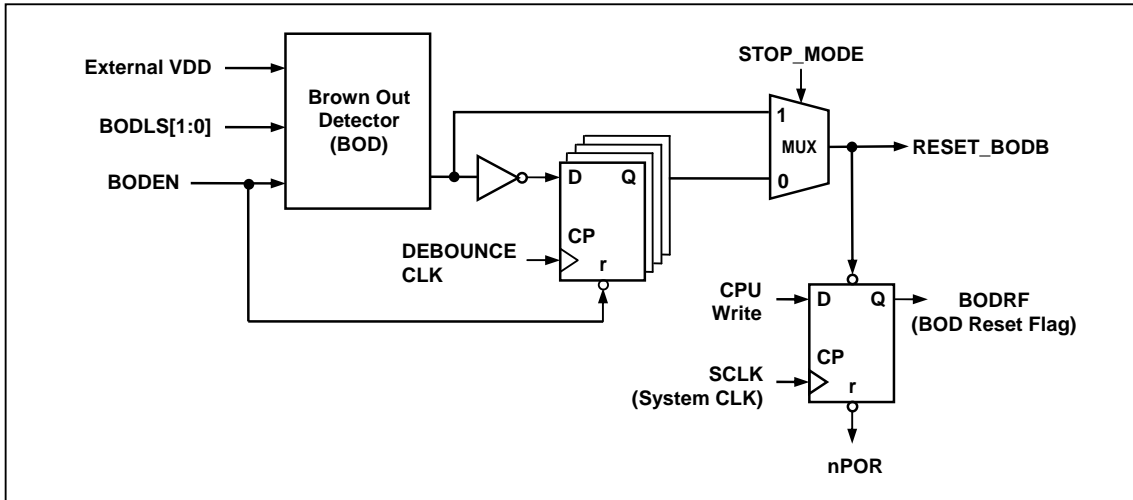 External VDD
BODLS[1:0]
BODEN
Brown Out
Detector
(BOD)
STOP_MODE
1
MUX
0
RESET_BODB
D Q
CP
r
DEBOUNCE
CLK
CPU
Write
D Q
CP
r
BODRF
(BOD Reset Flag)
SCLK
(System CLK)
nPOR